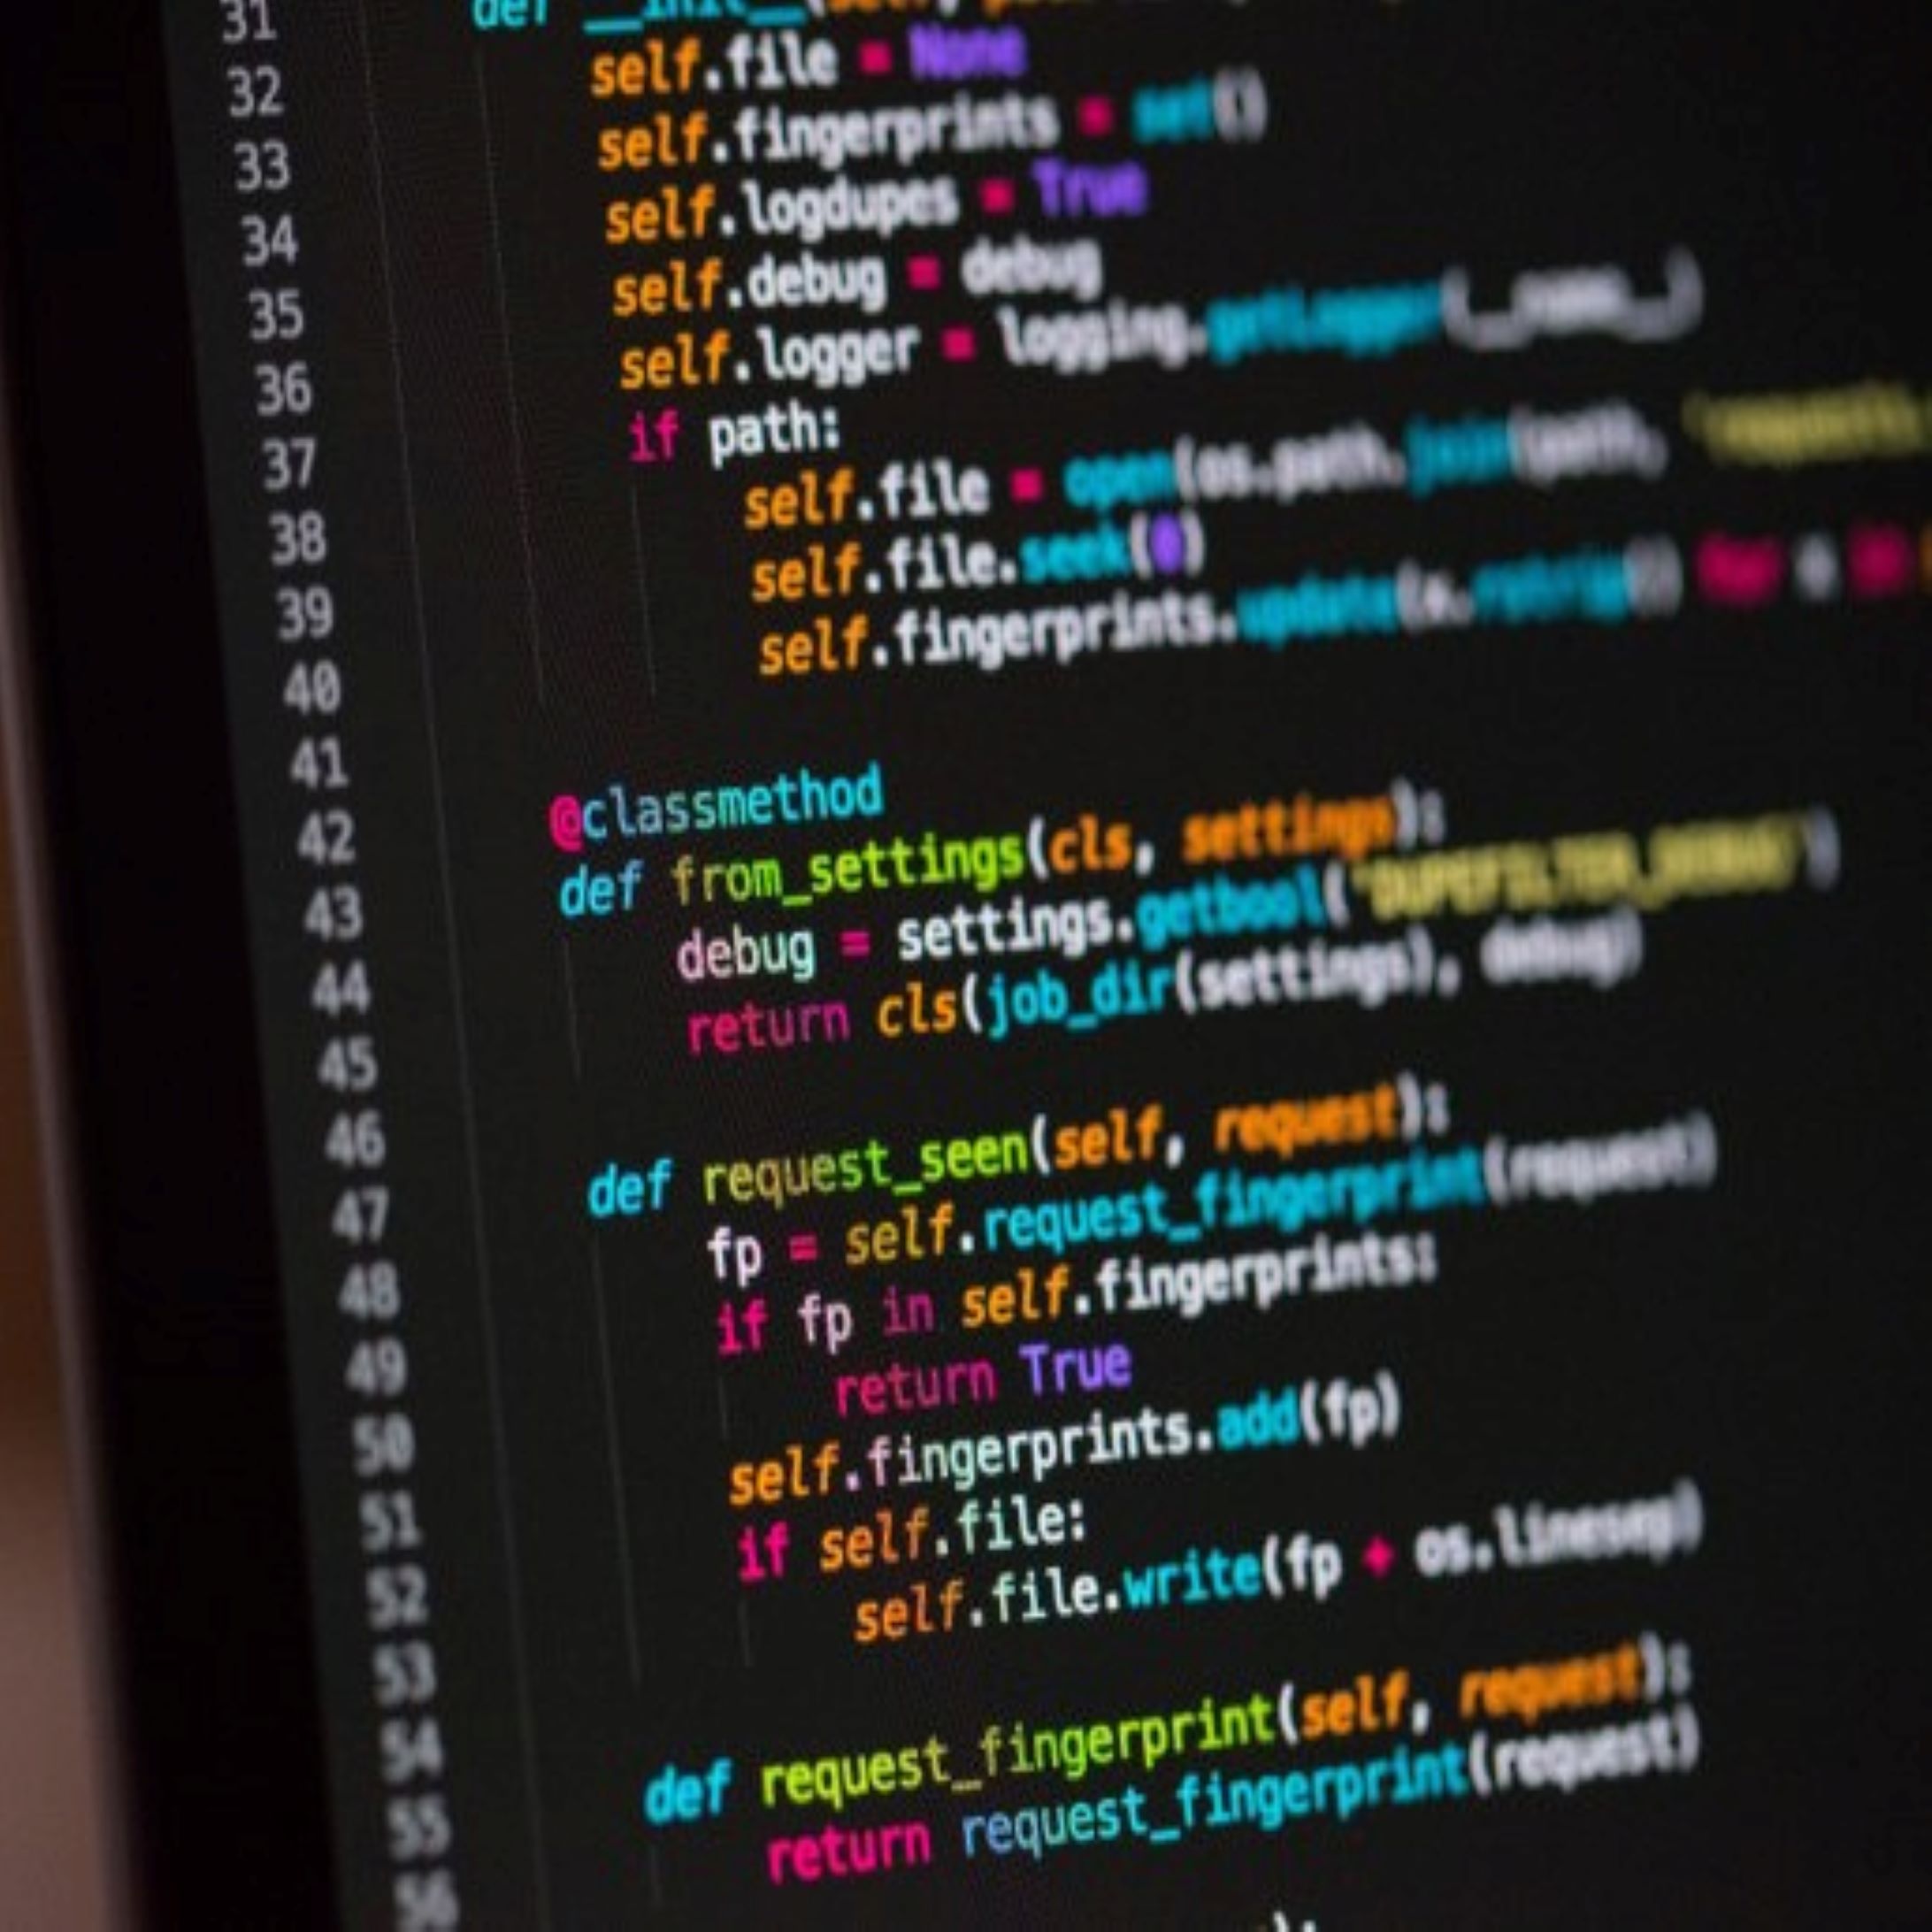 31 def __init__(self,
32 self.file = None
33 self.fingerprints = set()
34 self.logdupes = True
35 self.debug = debug
36 self.logger = logging.getLogger(__name__)
37 if path:
38 self.file = open(os.path.join(path, 'requests.
39 self.file.seek(0)
40 self.fingerprints.update(x.rstrip() for x in
41
42 @classmethod
43 def from_settings(cls, settings):
44 debug = settings.getbool('DUPEFILTER_DEBUG')
45 return cls(job_dir(settings), debug)
46
47 def request_seen(self, request):
48 fp = self.request_fingerprint(request)
49 if fp in self.fingerprints:
50 return True
51 self.fingerprints.add(fp)
52 if self.file:
53 self.file.write(fp + os.linesep)
54
55 def request_fingerprint(self, request):
56 return request_fingerprint(request)